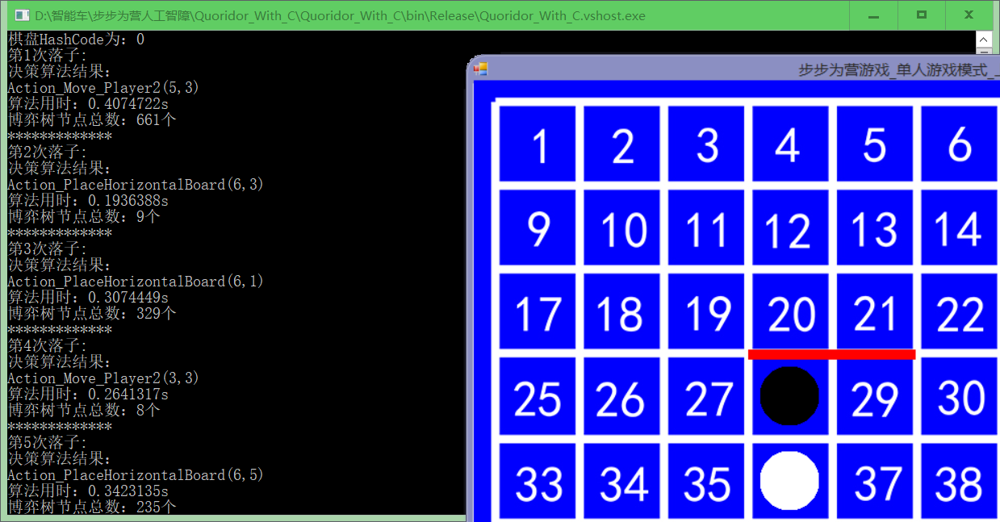 D:\智能车\步步为营人工智障\Quoridor_With_C\Quoridor_With_C\bin\Release\Quoridor_With_C.vshost.exe
棋盘HashCode为：0
第1次落子:
决策算法结果：
Action_Move_Player2(5,3)
算法用时：0.4074722s
博弈树节点总数：661个
*************
第2次落子:
决策算法结果：
Action_PlaceHorizontalBoard(6,3)
算法用时：0.1936388s
博弈树节点总数：9个
*************
第3次落子:
决策算法结果：
Action_PlaceHorizontalBoard(6,1)
算法用时：0.3074449s
博弈树节点总数：329个
*************
第4次落子:
决策算法结果：
Action_Move_Player2(3,3)
算法用时：0.2641317s
博弈树节点总数：8个
*************
第5次落子:
决策算法结果：
Action_PlaceHorizontalBoard(6,5)
算法用时：0.3423135s
博弈树节点总数：235个
步步为营游戏_单人游戏模式_
1 2 3 4 5 6
9 10 11 12 13 14
17 18 19 20 21 22
25 26 27 29 30
33 34 35 37 38